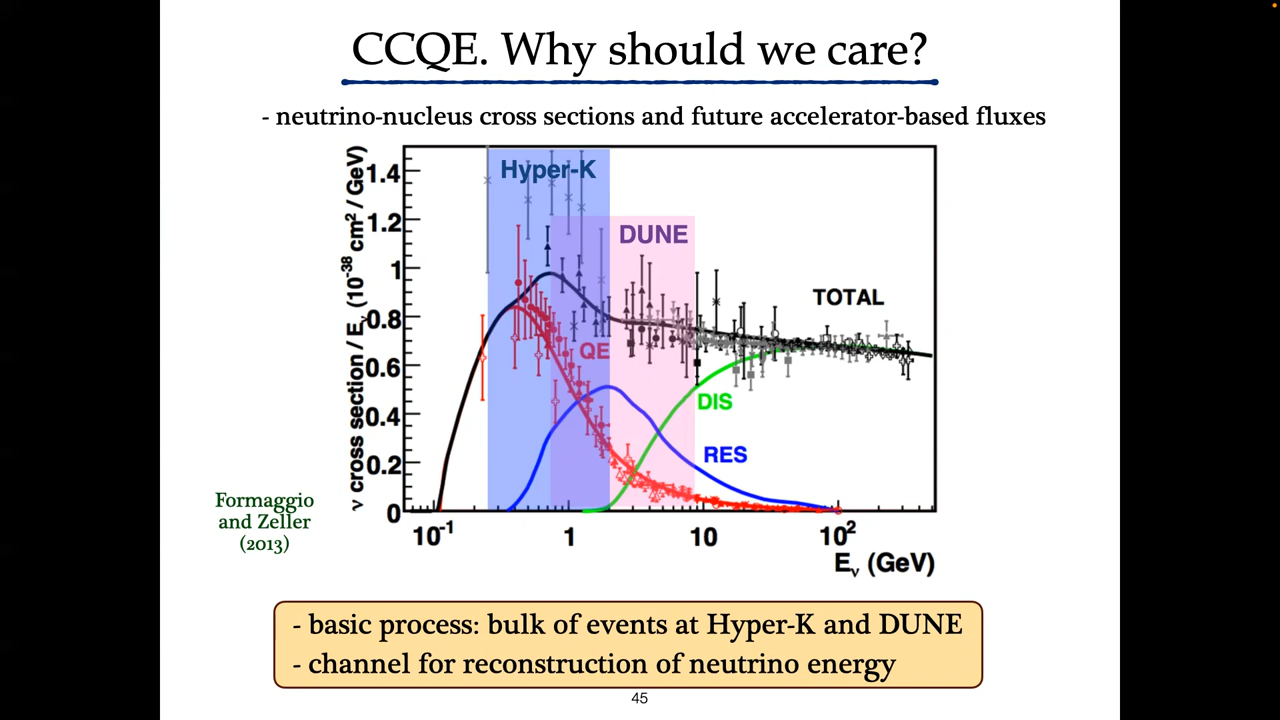 CCQE. Why should we care?
- neutrino-nucleus cross sections and future accelerator-based fluxes
ν cross section / Eν (10⁻³⁸ cm² / GeV)
1.4
1.2
1
0.8
0.6
0.4
0.2
0
Hyper-K
DUNE
TOTAL
QE
DIS
RES
10⁻¹
1
10
10²
Eν (GeV)
Formaggio
and Zeller
(2013)
- basic process: bulk of events at Hyper-K and DUNE
- channel for reconstruction of neutrino energy
45